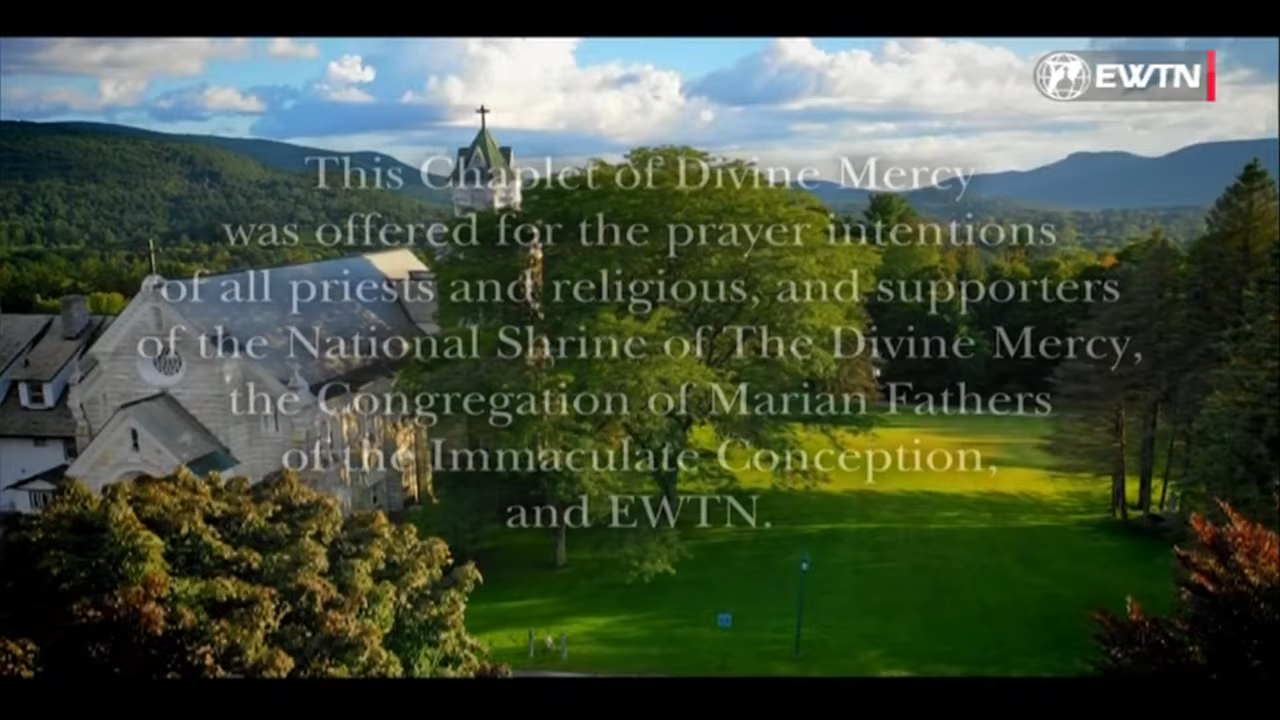 EWTN
This Chaplet of Divine Mercy
was offered for the prayer intentions
of all priests and religious, and supporters
of the National Shrine of The Divine Mercy,
the Congregation of Marian Fathers
of the Immaculate Conception,
and EWTN.